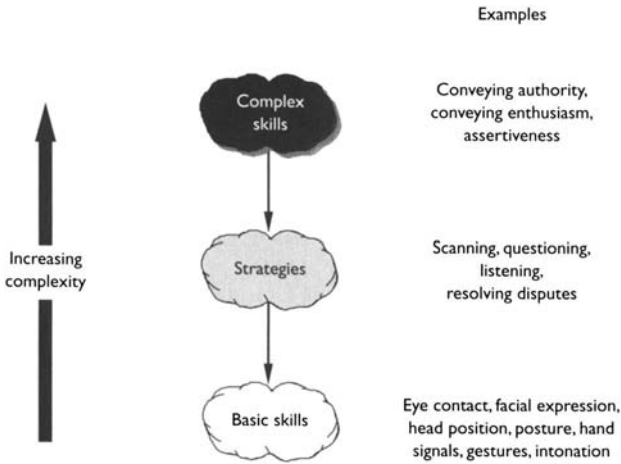 Examples
Complex
skills
Conveying authority,
conveying enthusiasm,
assertiveness
Increasing
complexity
Strategies
Scanning, questioning,
listening,
resolving disputes
Basic skills
Eye contact, facial expression,
head position, posture, hand
signals, gestures, intonation